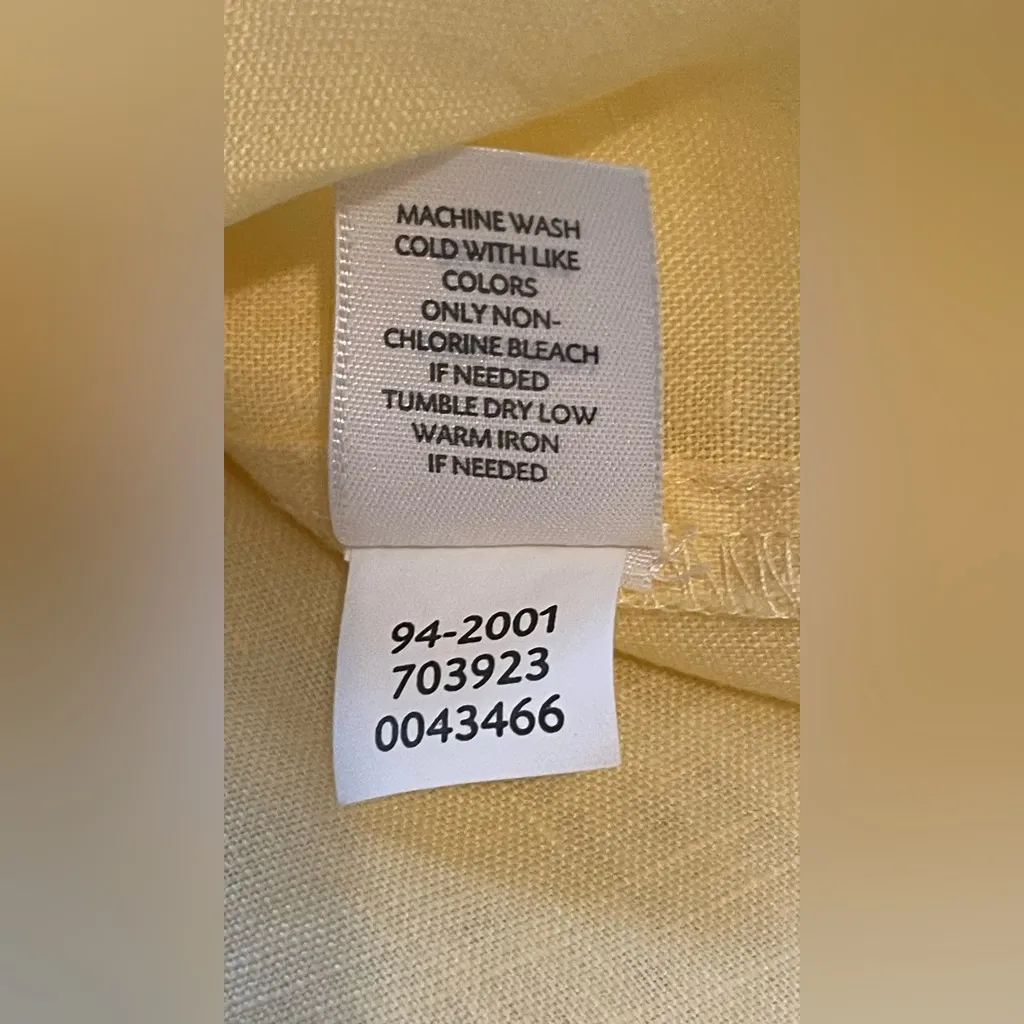 MACHINE WASH
COLD WITH LIKE
COLORS
ONLY NON-
CHLORINE BLEACH
IF NEEDED
TUMBLE DRY LOW
WARM IRON
IF NEEDED
94-2001
703923
0043466